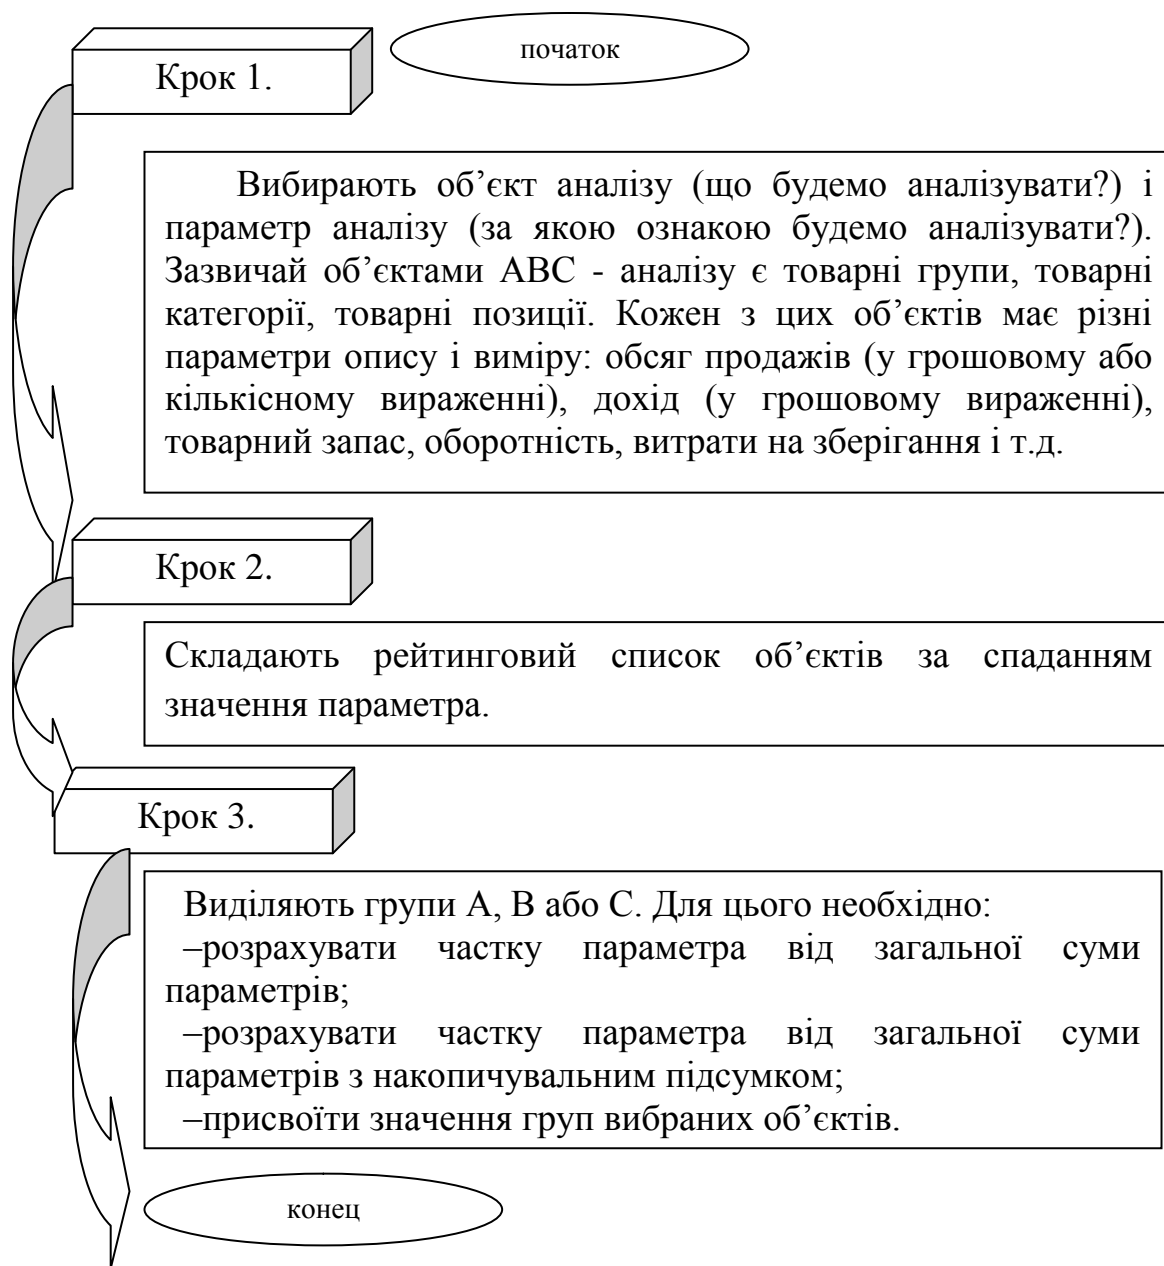 початок
Крок 1.
Вибирають об’єкт аналізу (що будемо аналізувати?) і
параметр аналізу (за якою ознакою будемо аналізувати?).
Зазвичай об’єктами АВС - аналізу є товарні групи, товарні
категорії, товарні позиції. Кожен з цих об’єктів має різні
параметри опису і виміру: обсяг продажів (у грошовому або
кількісному вираженні), дохід (у грошовому вираженні),
товарний запас, оборотність, витрати на зберігання і т.д.
Крок 2.
Складають рейтинговий список об’єктів за спаданням
значення параметра.
Крок 3.
Виділяють групи А, В або С. Для цього необхідно:
–розрахувати частку параметра від загальної суми
параметрів;
–розрахувати частку параметра від загальної суми
параметрів з накопичувальним підсумком;
–присвоїти значення груп вибраних об’єктів.
конец